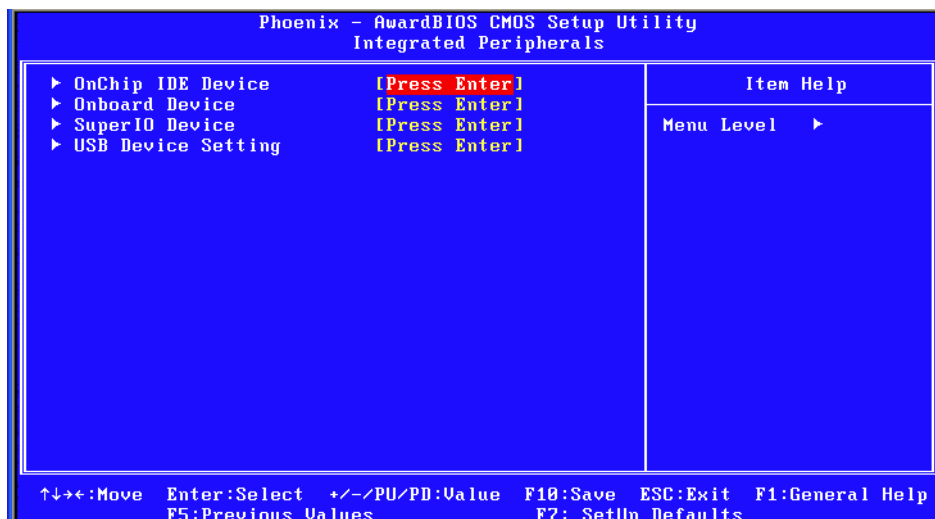 Phoenix - AwardBIOS CMOS Setup Utility
Integrated Peripherals
► OnChip IDE Device [Press Enter]
► Onboard Device [Press Enter]
► SuperIO Device [Press Enter]
► USB Device Setting [Press Enter]
Item Help
Menu Level ►
↑↓→←:Move Enter:Select +/-/PU/PD:Value F10:Save ESC:Exit F1:General Help
F5:Previous Values F7: SetUp Defaults